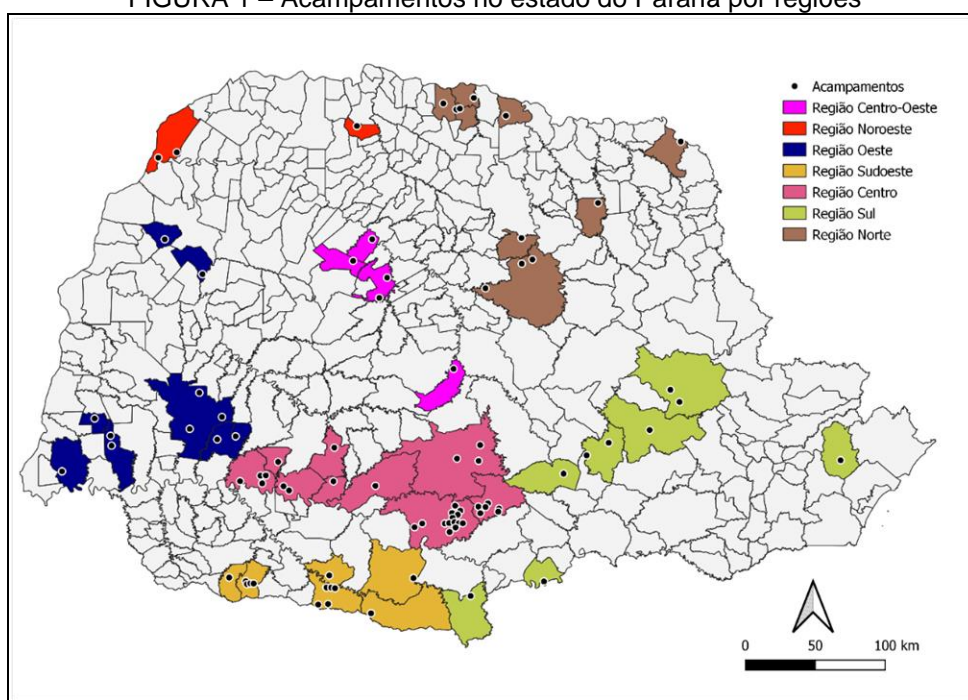 FIGURA 1 – Acampamentos no estado do Paraná por regiões
Acampamentos
Região Centro-Oeste
Região Noroeste
Região Oeste
Região Sudoeste
Região Centro
Região Sul
Região Norte
0 50 100 km